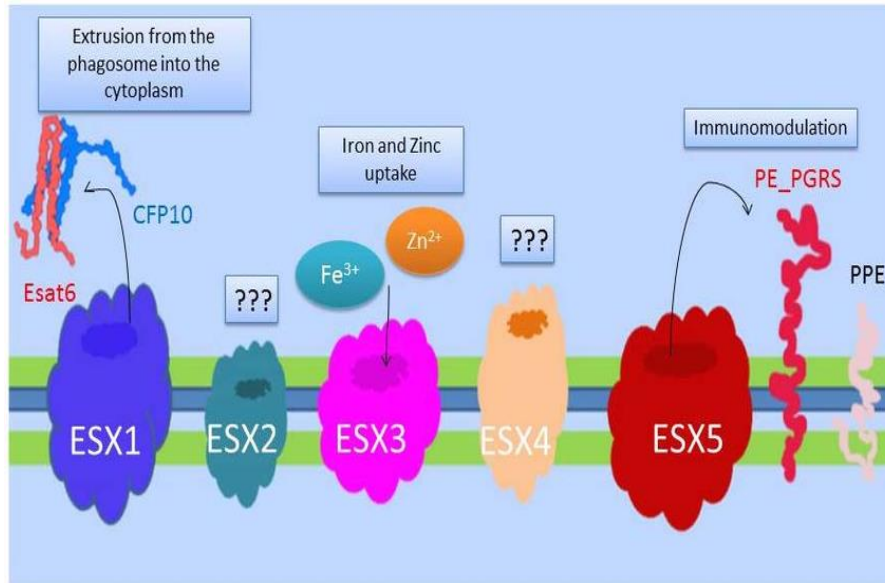 Extrusion from the
phagosome into the
cytoplasm
CFP10
Esat6
???
Iron and Zinc
uptake
Fe³⁺
Zn²⁺
???
Immunomodulation
PE_PGRS
PPE
ESX1
ESX2
ESX3
ESX4
ESX5